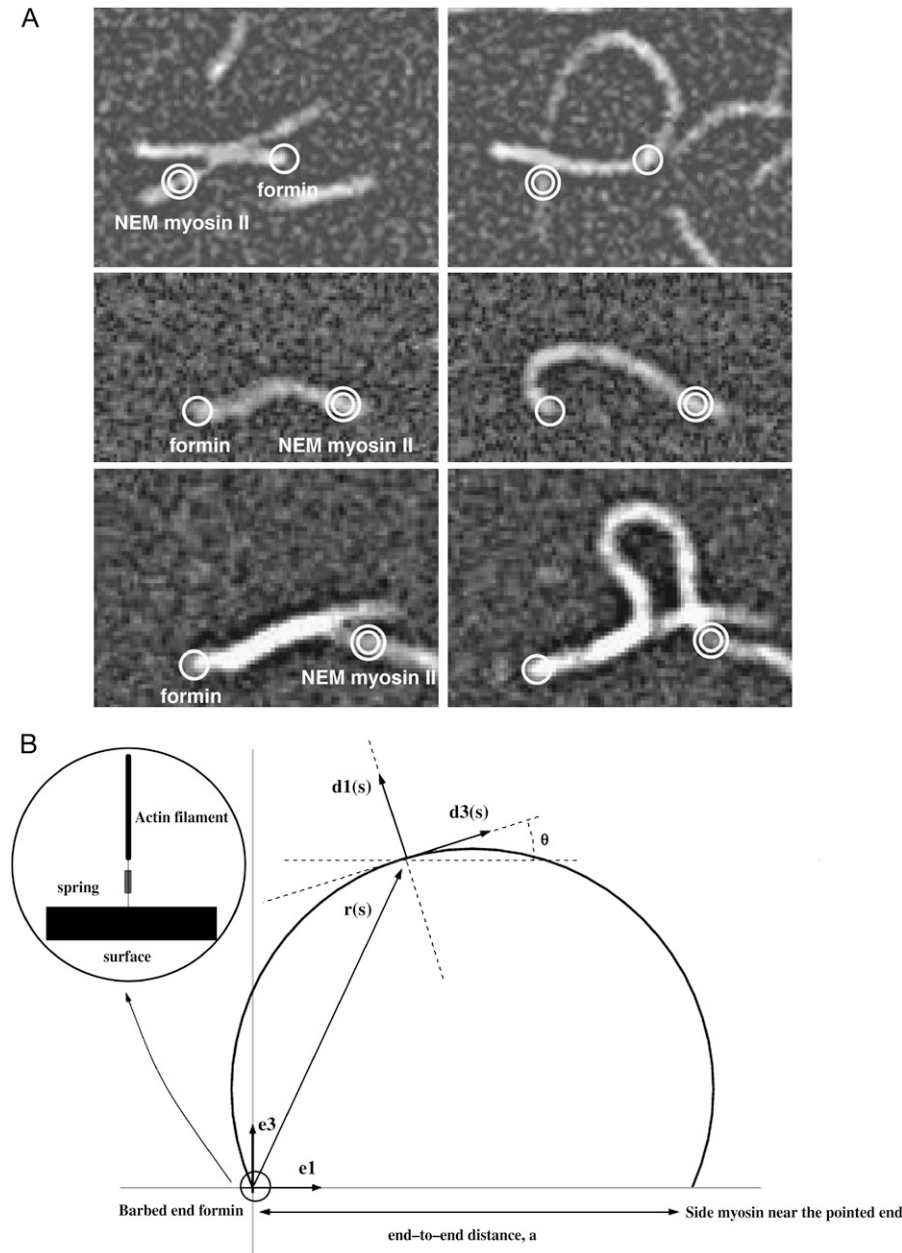 A
formin
NEM myosin II
formin
NEM myosin II
formin
NEM myosin II
B
Actin filament
spring
surface
d1(s)
d3(s)
θ
r(s)
e3
e1
Barbed end formin
Side myosin near the pointed end
end–to–end distance, a